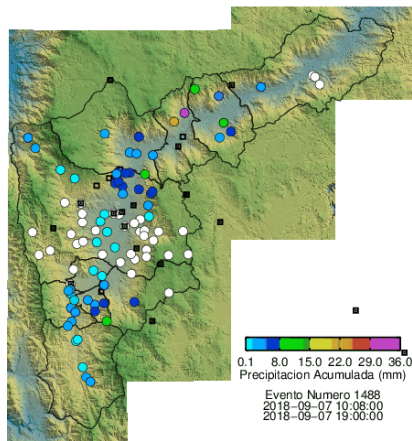 0.1 8.0 15.0 22.0 29.0 36.0
Precipitacion Acumulada (mm)
Evento Numero 1488
2018-09-07 10:08:00
2018-09-07 19:00:00